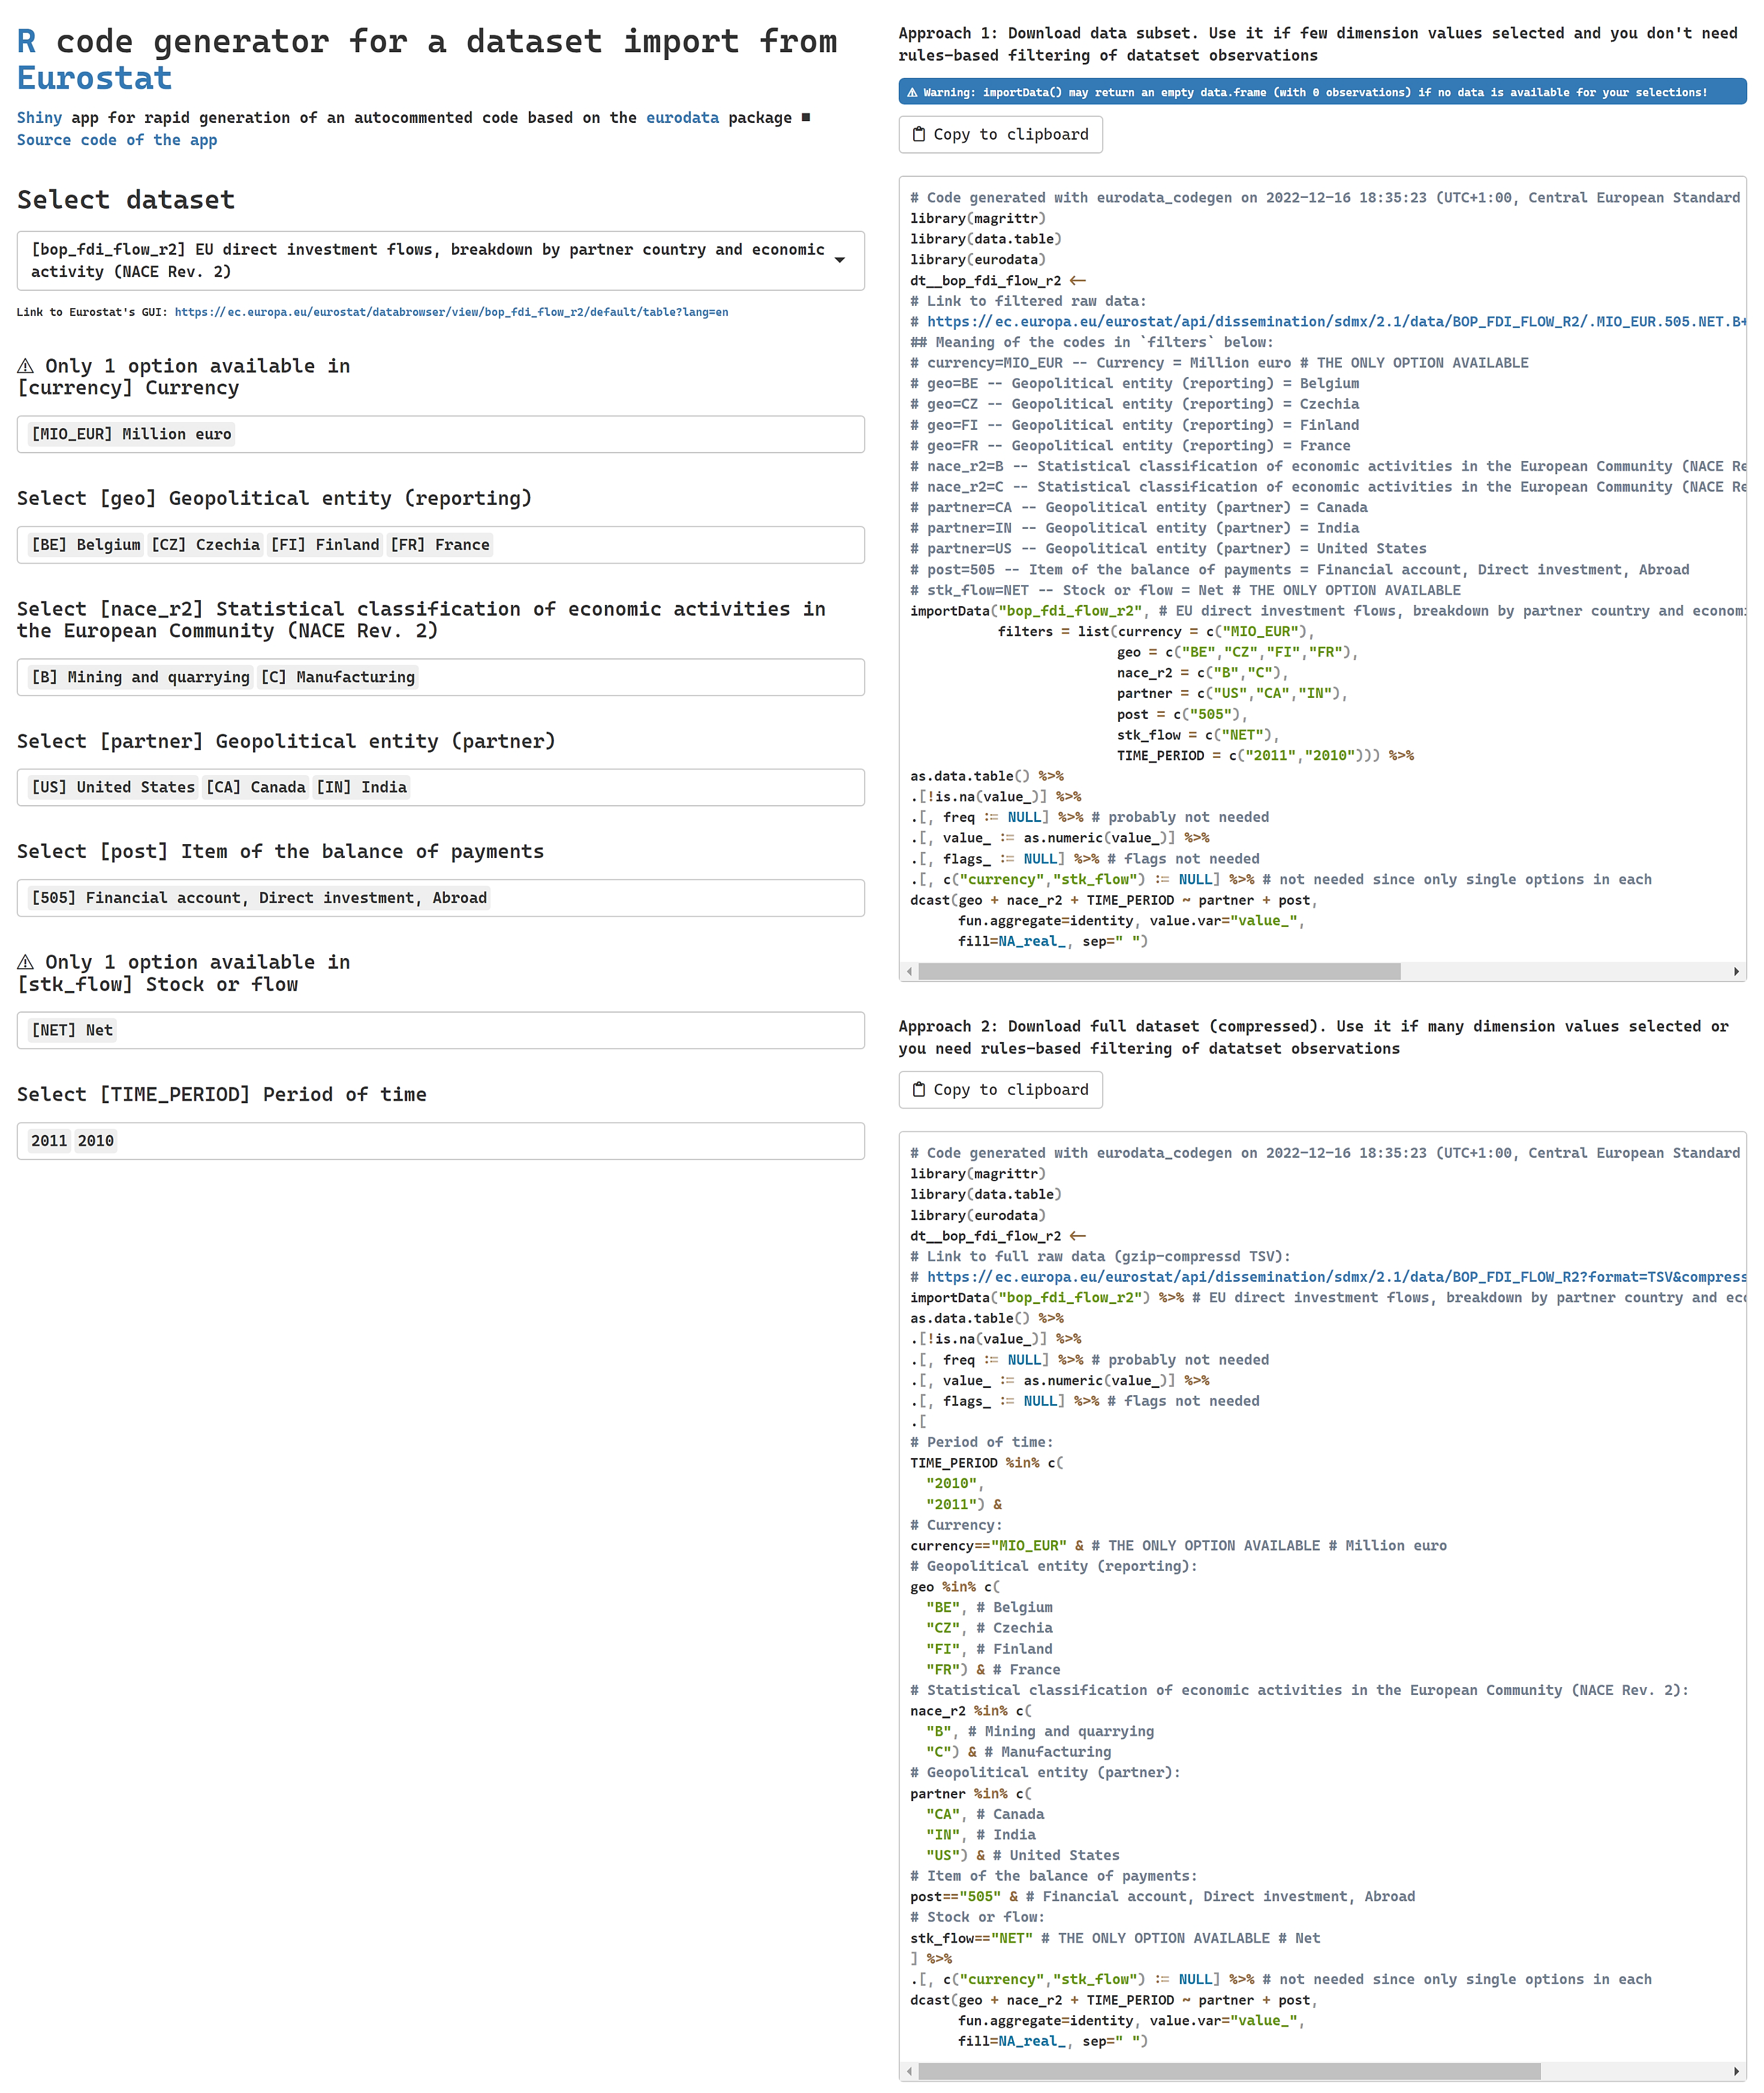 R code generator for a dataset import from
Eurostat
Shiny app for rapid generation of an autocommented code based on the eurodata package ■
Source code of the app
Select dataset
[bop_fdi_flow_r2] EU direct investment flows, breakdown by partner country and economic
activity (NACE Rev. 2)
Link to Eurostat's GUI: https://ec.europa.eu/eurostat/databrowser/view/bop_fdi_flow_r2/default/table?lang=en
⚠ Only 1 option available in
[currency] Currency
[MIO_EUR] Million euro
Select [geo] Geopolitical entity (reporting)
[BE] Belgium [CZ] Czechia [FI] Finland [FR] France
Select [nace_r2] Statistical classification of economic activities in
the European Community (NACE Rev. 2)
[B] Mining and quarrying [C] Manufacturing
Select [partner] Geopolitical entity (partner)
[US] United States [CA] Canada [IN] India
Select [post] Item of the balance of payments
[505] Financial account, Direct investment, Abroad
⚠ Only 1 option available in
[stk_flow] Stock or flow
[NET] Net
Select [TIME_PERIOD] Period of time
2011 2010
Approach 1: Download data subset. Use it if few dimension values selected and you don't need
rules-based filtering of datatset observations
⚠ Warning: importData() may return an empty data.frame (with 0 observations) if no data is available for your selections!
Copy to clipboard
# Code generated with eurodata_codegen on 2022-12-16 18:35:23 (UTC+1:00, Central European Standard
library(magrittr)
library(data.table)
library(eurodata)
dt__bop_fdi_flow_r2 <-
# Link to filtered raw data:
# https://ec.europa.eu/eurostat/api/dissemination/sdmx/2.1/data/BOP_FDI_FLOW_R2/.MIO_EUR.505.NET.B+
## Meaning of the codes in `filters` below:
# currency=MIO_EUR -- Currency = Million euro # THE ONLY OPTION AVAILABLE
# geo=BE -- Geopolitical entity (reporting) = Belgium
# geo=CZ -- Geopolitical entity (reporting) = Czechia
# geo=FI -- Geopolitical entity (reporting) = Finland
# geo=FR -- Geopolitical entity (reporting) = France
# nace_r2=B -- Statistical classification of economic activities in the European Community (NACE Re
# nace_r2=C -- Statistical classification of economic activities in the European Community (NACE Re
# partner=CA -- Geopolitical entity (partner) = Canada
# partner=IN -- Geopolitical entity (partner) = India
# partner=US -- Geopolitical entity (partner) = United States
# post=505 -- Item of the balance of payments = Financial account, Direct investment, Abroad
# stk_flow=NET -- Stock or flow = Net # THE ONLY OPTION AVAILABLE
importData("bop_fdi_flow_r2", # EU direct investment flows, breakdown by partner country and economi
filters = list(currency = c("MIO_EUR"),
geo = c("BE","CZ","FI","FR"),
nace_r2 = c("B","C"),
partner = c("US","CA","IN"),
post = c("505"),
stk_flow = c("NET"),
TIME_PERIOD = c("2011","2010"))) %>%
as.data.table() %>%
.[!is.na(value_)] %>%
.[, freq := NULL] %>% # probably not needed
.[, value_ := as.numeric(value_)] %>%
.[, flags_ := NULL] %>% # flags not needed
.[, c("currency","stk_flow") := NULL] %>% # not needed since only single options in each
dcast(geo + nace_r2 + TIME_PERIOD ~ partner + post,
fun.aggregate=identity, value.var="value_",
fill=NA_real_, sep=" ")
Approach 2: Download full dataset (compressed). Use it if many dimension values selected or
you need rules-based filtering of datatset observations
Copy to clipboard
# Code generated with eurodata_codegen on 2022-12-16 18:35:23 (UTC+1:00, Central European Standard
library(magrittr)
library(data.table)
library(eurodata)
dt__bop_fdi_flow_r2 <-
# Link to full raw data (gzip-compressd TSV):
# https://ec.europa.eu/eurostat/api/dissemination/sdmx/2.1/data/BOP_FDI_FLOW_R2?format=TSV&compress
importData("bop_fdi_flow_r2") %>% # EU direct investment flows, breakdown by partner country and eco
as.data.table() %>%
.[!is.na(value_)] %>%
.[, freq := NULL] %>% # probably not needed
.[, value_ := as.numeric(value_)] %>%
.[, flags_ := NULL] %>% # flags not needed
.[
# Period of time:
TIME_PERIOD %in% c(
"2010",
"2011") &
# Currency:
currency=="MIO_EUR" & # THE ONLY OPTION AVAILABLE # Million euro
# Geopolitical entity (reporting):
geo %in% c(
"BE", # Belgium
"CZ", # Czechia
"FI", # Finland
"FR") & # France
# Statistical classification of economic activities in the European Community (NACE Rev. 2):
nace_r2 %in% c(
"B", # Mining and quarrying
"C") & # Manufacturing
# Geopolitical entity (partner):
partner %in% c(
"CA", # Canada
"IN", # India
"US") & # United States
# Item of the balance of payments:
post=="505" & # Financial account, Direct investment, Abroad
# Stock or flow:
stk_flow=="NET" # THE ONLY OPTION AVAILABLE # Net
] %>%
.[, c("currency","stk_flow") := NULL] %>% # not needed since only single options in each
dcast(geo + nace_r2 + TIME_PERIOD ~ partner + post,
fun.aggregate=identity, value.var="value_",
fill=NA_real_, sep=" ")